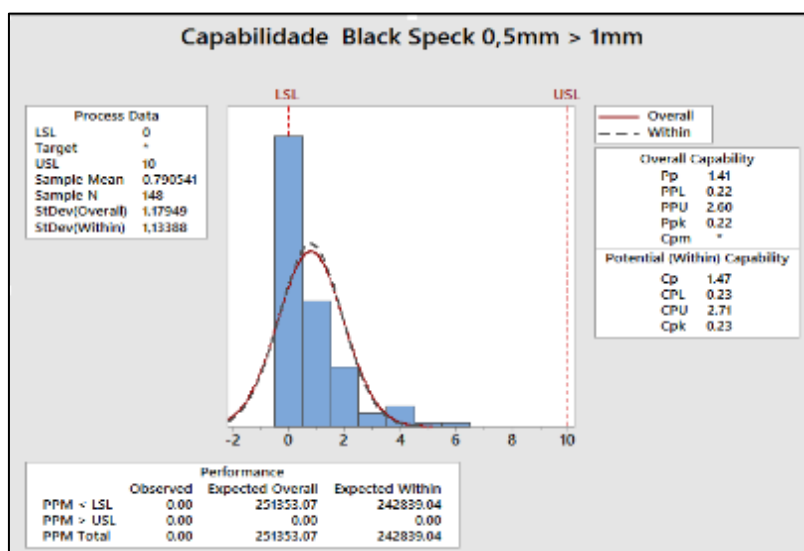 Capabilidade Black Speck 0,5mm > 1mm
LSL USL
Process Data
LSL 0
Target *
USL 10
Sample Mean 0.790541
Sample N 148
StDev(Overall) 1,17949
StDev(Within) 1,13388
Overall
Within
Overall Capability
Pp 1.41
PPL 0.22
PPU 2.60
Ppk 0.22
Cpm *
Potential (Within) Capability
Cp 1.47
CPL 0.23
CPU 2.71
Cpk 0.23
-2 0 2 4 6 8 10
Performance
Observed Expected Overall Expected Within
PPM < LSL 0.00 251353.07 242839.04
PPM > USL 0.00 0.00 0.00
PPM Total 0.00 251353.07 242839.04